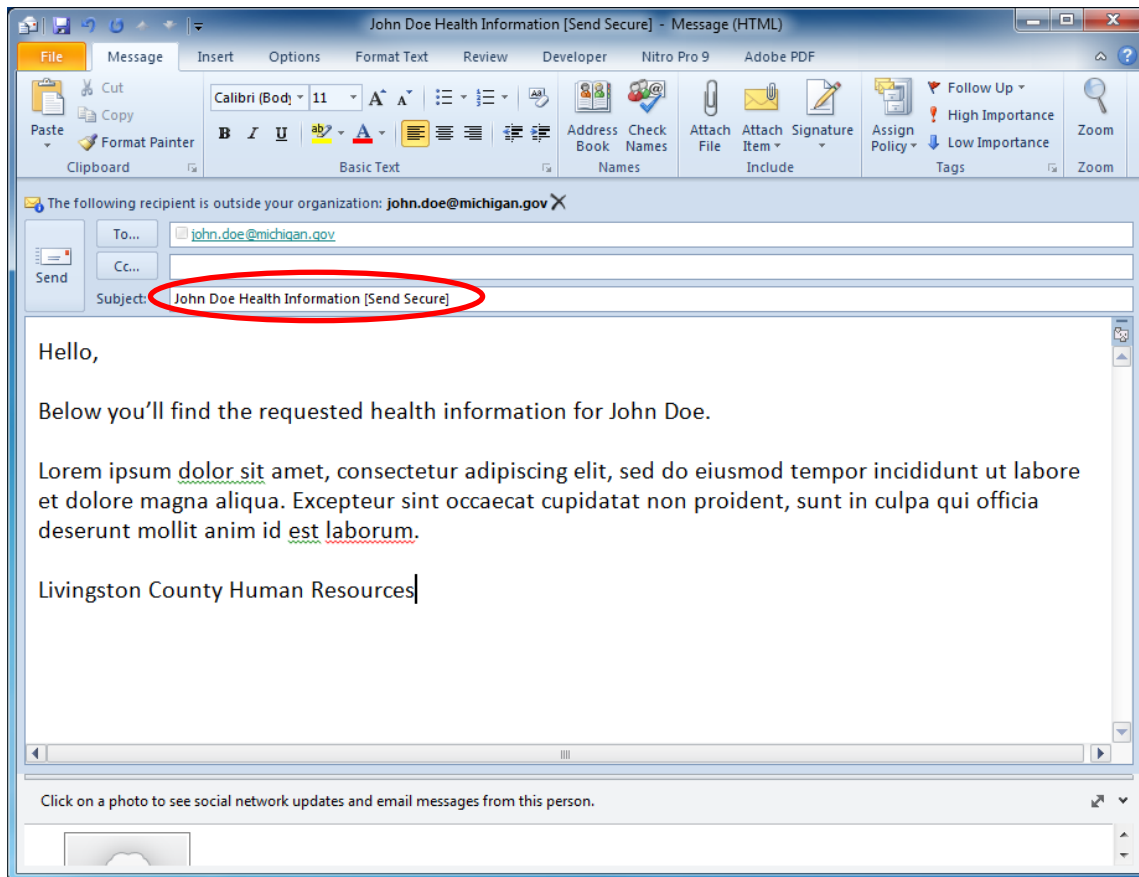 John Doe Health Information [Send Secure] - Message (HTML)
File Message Insert Options Format Text Review Developer Nitro Pro 9 Adobe PDF
Paste
Cut
Copy
Format Painter
Clipboard
Calibri (Body 11
B I U
Basic Text
Address Book
Check Names
Names
Attach File
Attach Item
Signature
Include
Assign Policy
Follow Up
High Importance
Low Importance
Tags
Zoom
Zoom
The following recipient is outside your organization: john.doe@michigan.gov
Send
To... john.doe@michigan.gov
Cc...
Subject: John Doe Health Information [Send Secure]
Hello,
Below you'll find the requested health information for John Doe.
Lorem ipsum dolor sit amet, consectetur adipiscing elit, sed do eiusmod tempor incididunt ut labore
et dolore magna aliqua. Excepteur sint occaecat cupidatat non proident, sunt in culpa qui officia
deserunt mollit anim id est laborum.
Livingston County Human Resources
Click on a photo to see social network updates and email messages from this person.